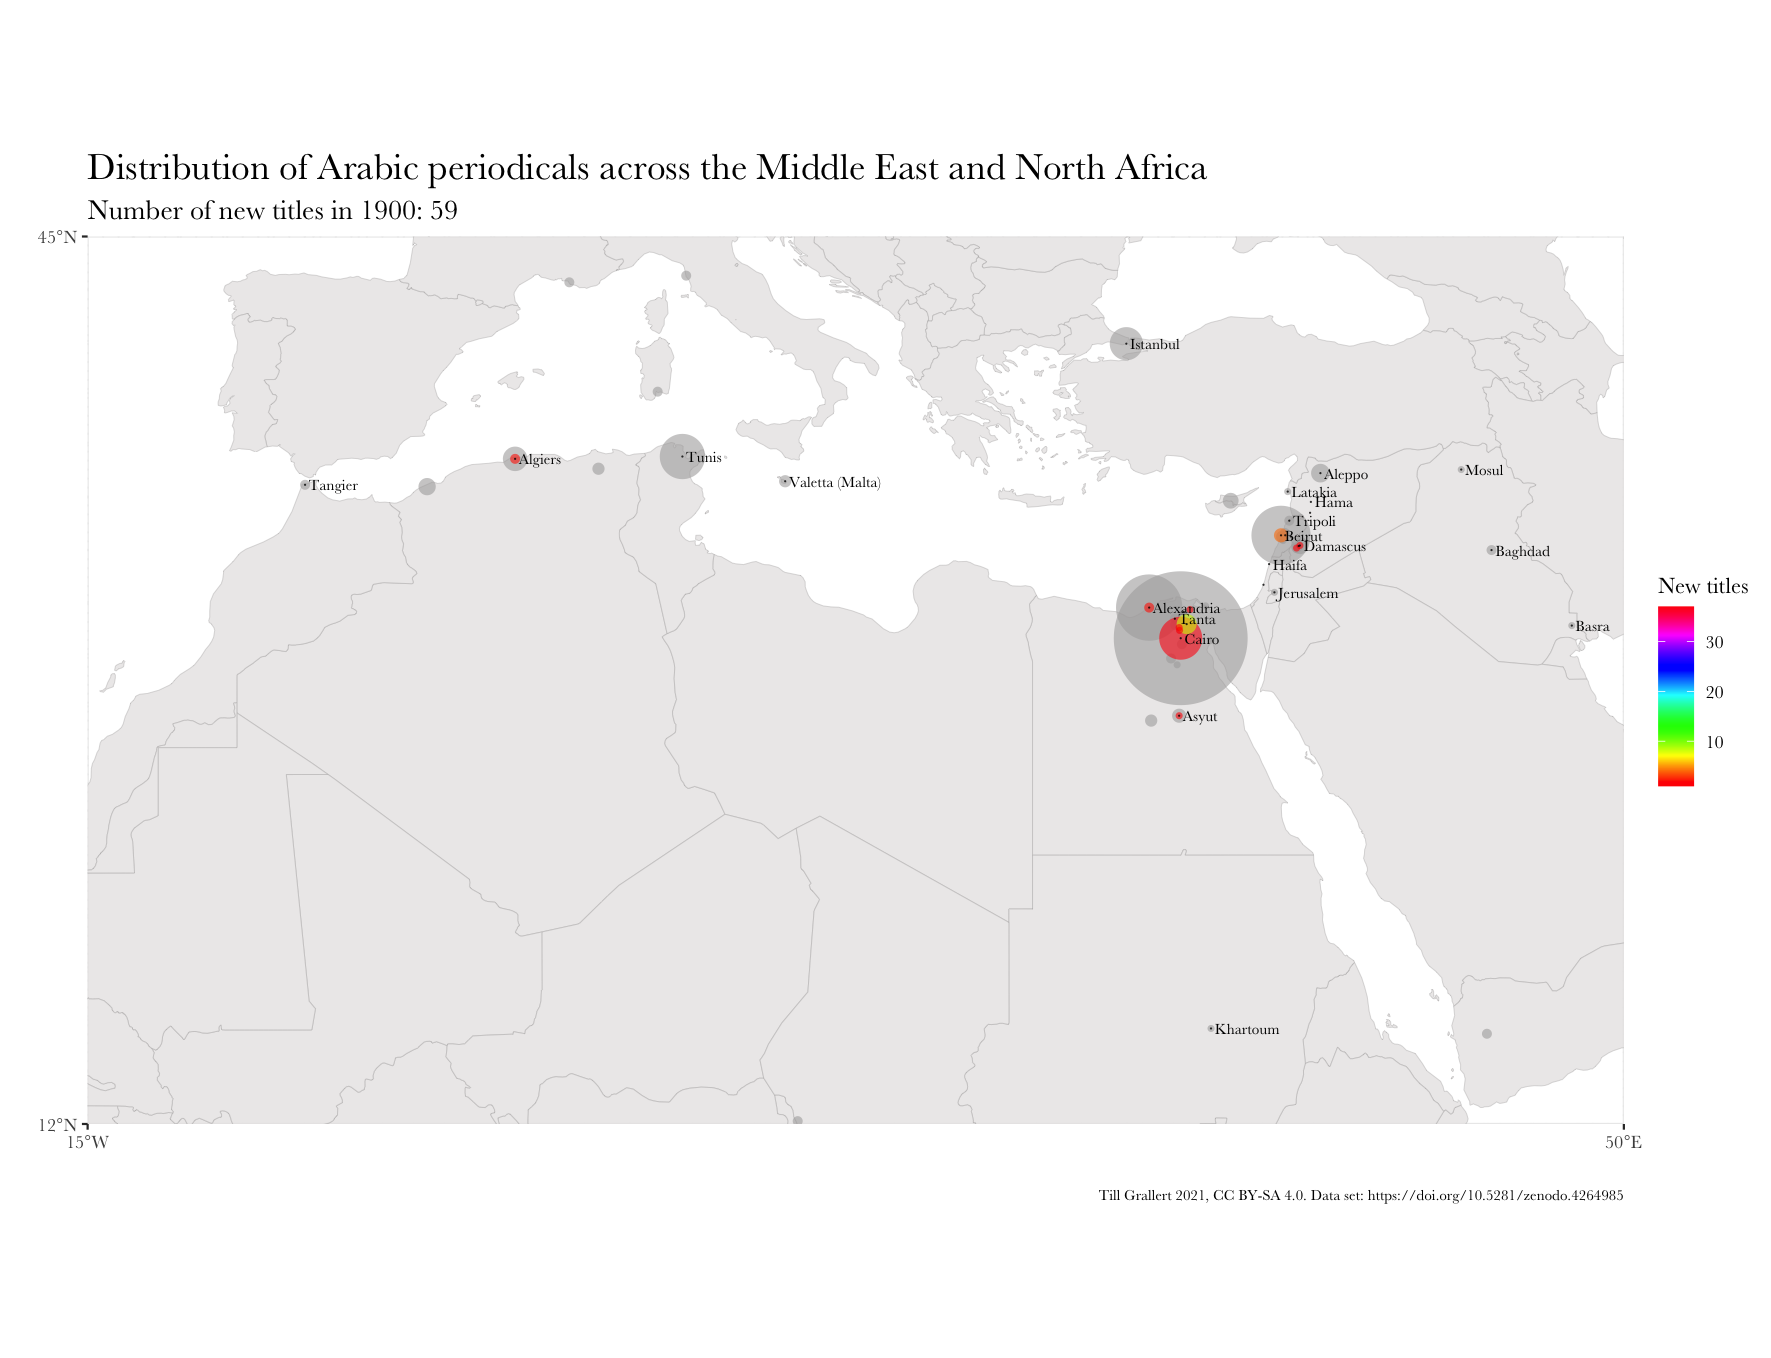 Distribution of Arabic periodicals across the Middle East and North Africa
Number of new titles in 1900: 59
45°N
Istanbul
Algiers
Tunis
Aleppo
Mosul
Tangier
Valetta (Malta)
Latakia
Hama
Tripoli
Beirut
Damascus
Baghdad
Haifa
Jerusalem
New titles
Alexandria
Tanta
Basra
Cairo
30
20
Asyut
10
Khartoum
12°N
15°W
50°E
Till Grallert 2021, CC BY-SA 4.0. Data set: https://doi.org/10.5281/zenodo.4264985